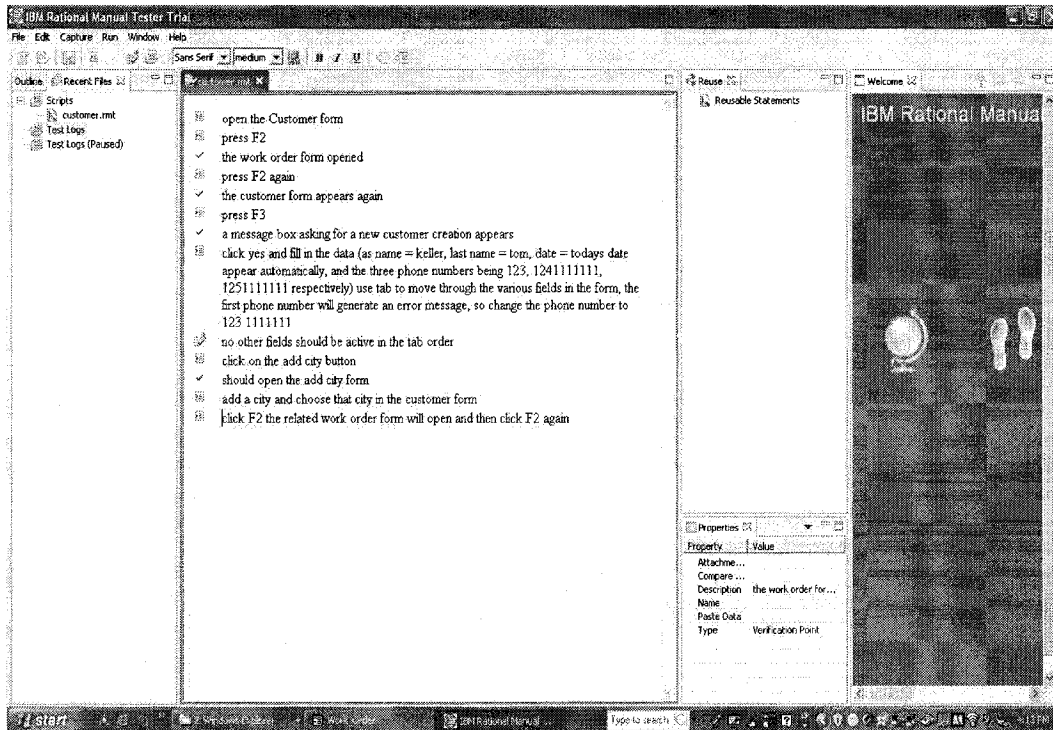 IBM Rational Manual Tester Trial
File Edit Capture Run Window Help
Sans Serif medium B I U
Outline Recent Files
Scripts
customer.rmt
Test Logs
Test Logs (Paused)
open the Customer form
press F2
the work order form opened
press F2 again
the customer form appears again
press F3
a message box asking for a new customer creation appears
click yes and fill in the data (as name = keller, last name = tom, date = todays date
appear automatically, and the three phone numbers being 123, 1241111111,
1251111111 respectively) use tab to move through the various fields in the form, the
first phone number will generate an error message, so change the phone number to
123 1111111
no other fields should be active in the tab order
click on the add city button
should open the add city form
add a city and choose that city in the customer form
click F2 the related work order form will open and then click F2 again
Reuse
Reusable Statements
Properties
Property Value
Attachme...
Compare ...
Description the work order for...
Name
Paste Data
Type Verification Point
Welcome
IBM Rational Manua
start
2 Windows Explorer
Work Order
IBM Rational Manual ...
Type to search